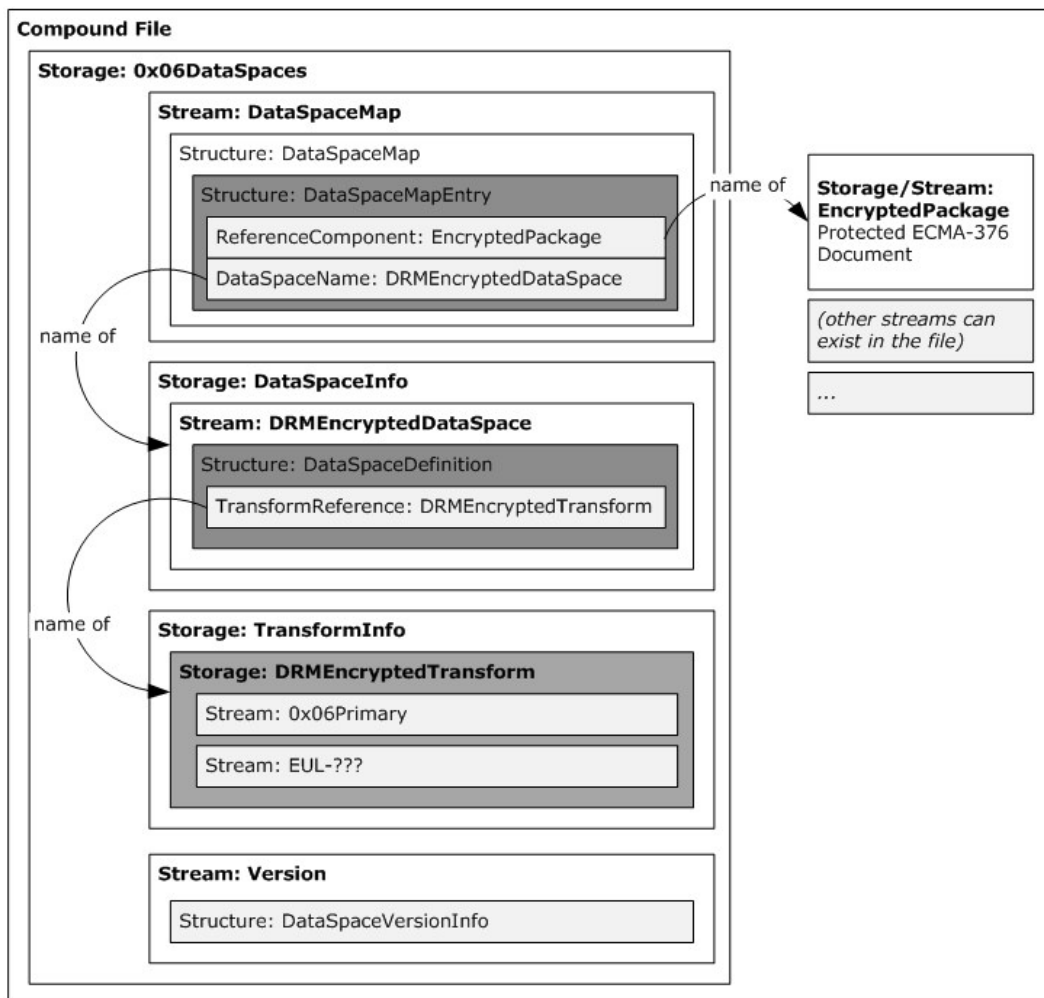 Compound File
Storage: 0x06DataSpaces
Stream: DataSpaceMap
Structure: DataSpaceMap
Structure: DataSpaceMapEntry
ReferenceComponent: EncryptedPackage
DataSpaceName: DRMEncryptedDataSpace
name of
Storage/Stream:
EncryptedPackage
Protected ECMA-376
Document
(other streams can
exist in the file)
...
name of
Storage: DataSpaceInfo
Stream: DRMEncryptedDataSpace
Structure: DataSpaceDefinition
TransformReference: DRMEncryptedTransform
name of
Storage: TransformInfo
Storage: DRMEncryptedTransform
Stream: 0x06Primary
Stream: EUL-???
Stream: Version
Structure: DataSpaceVersionInfo